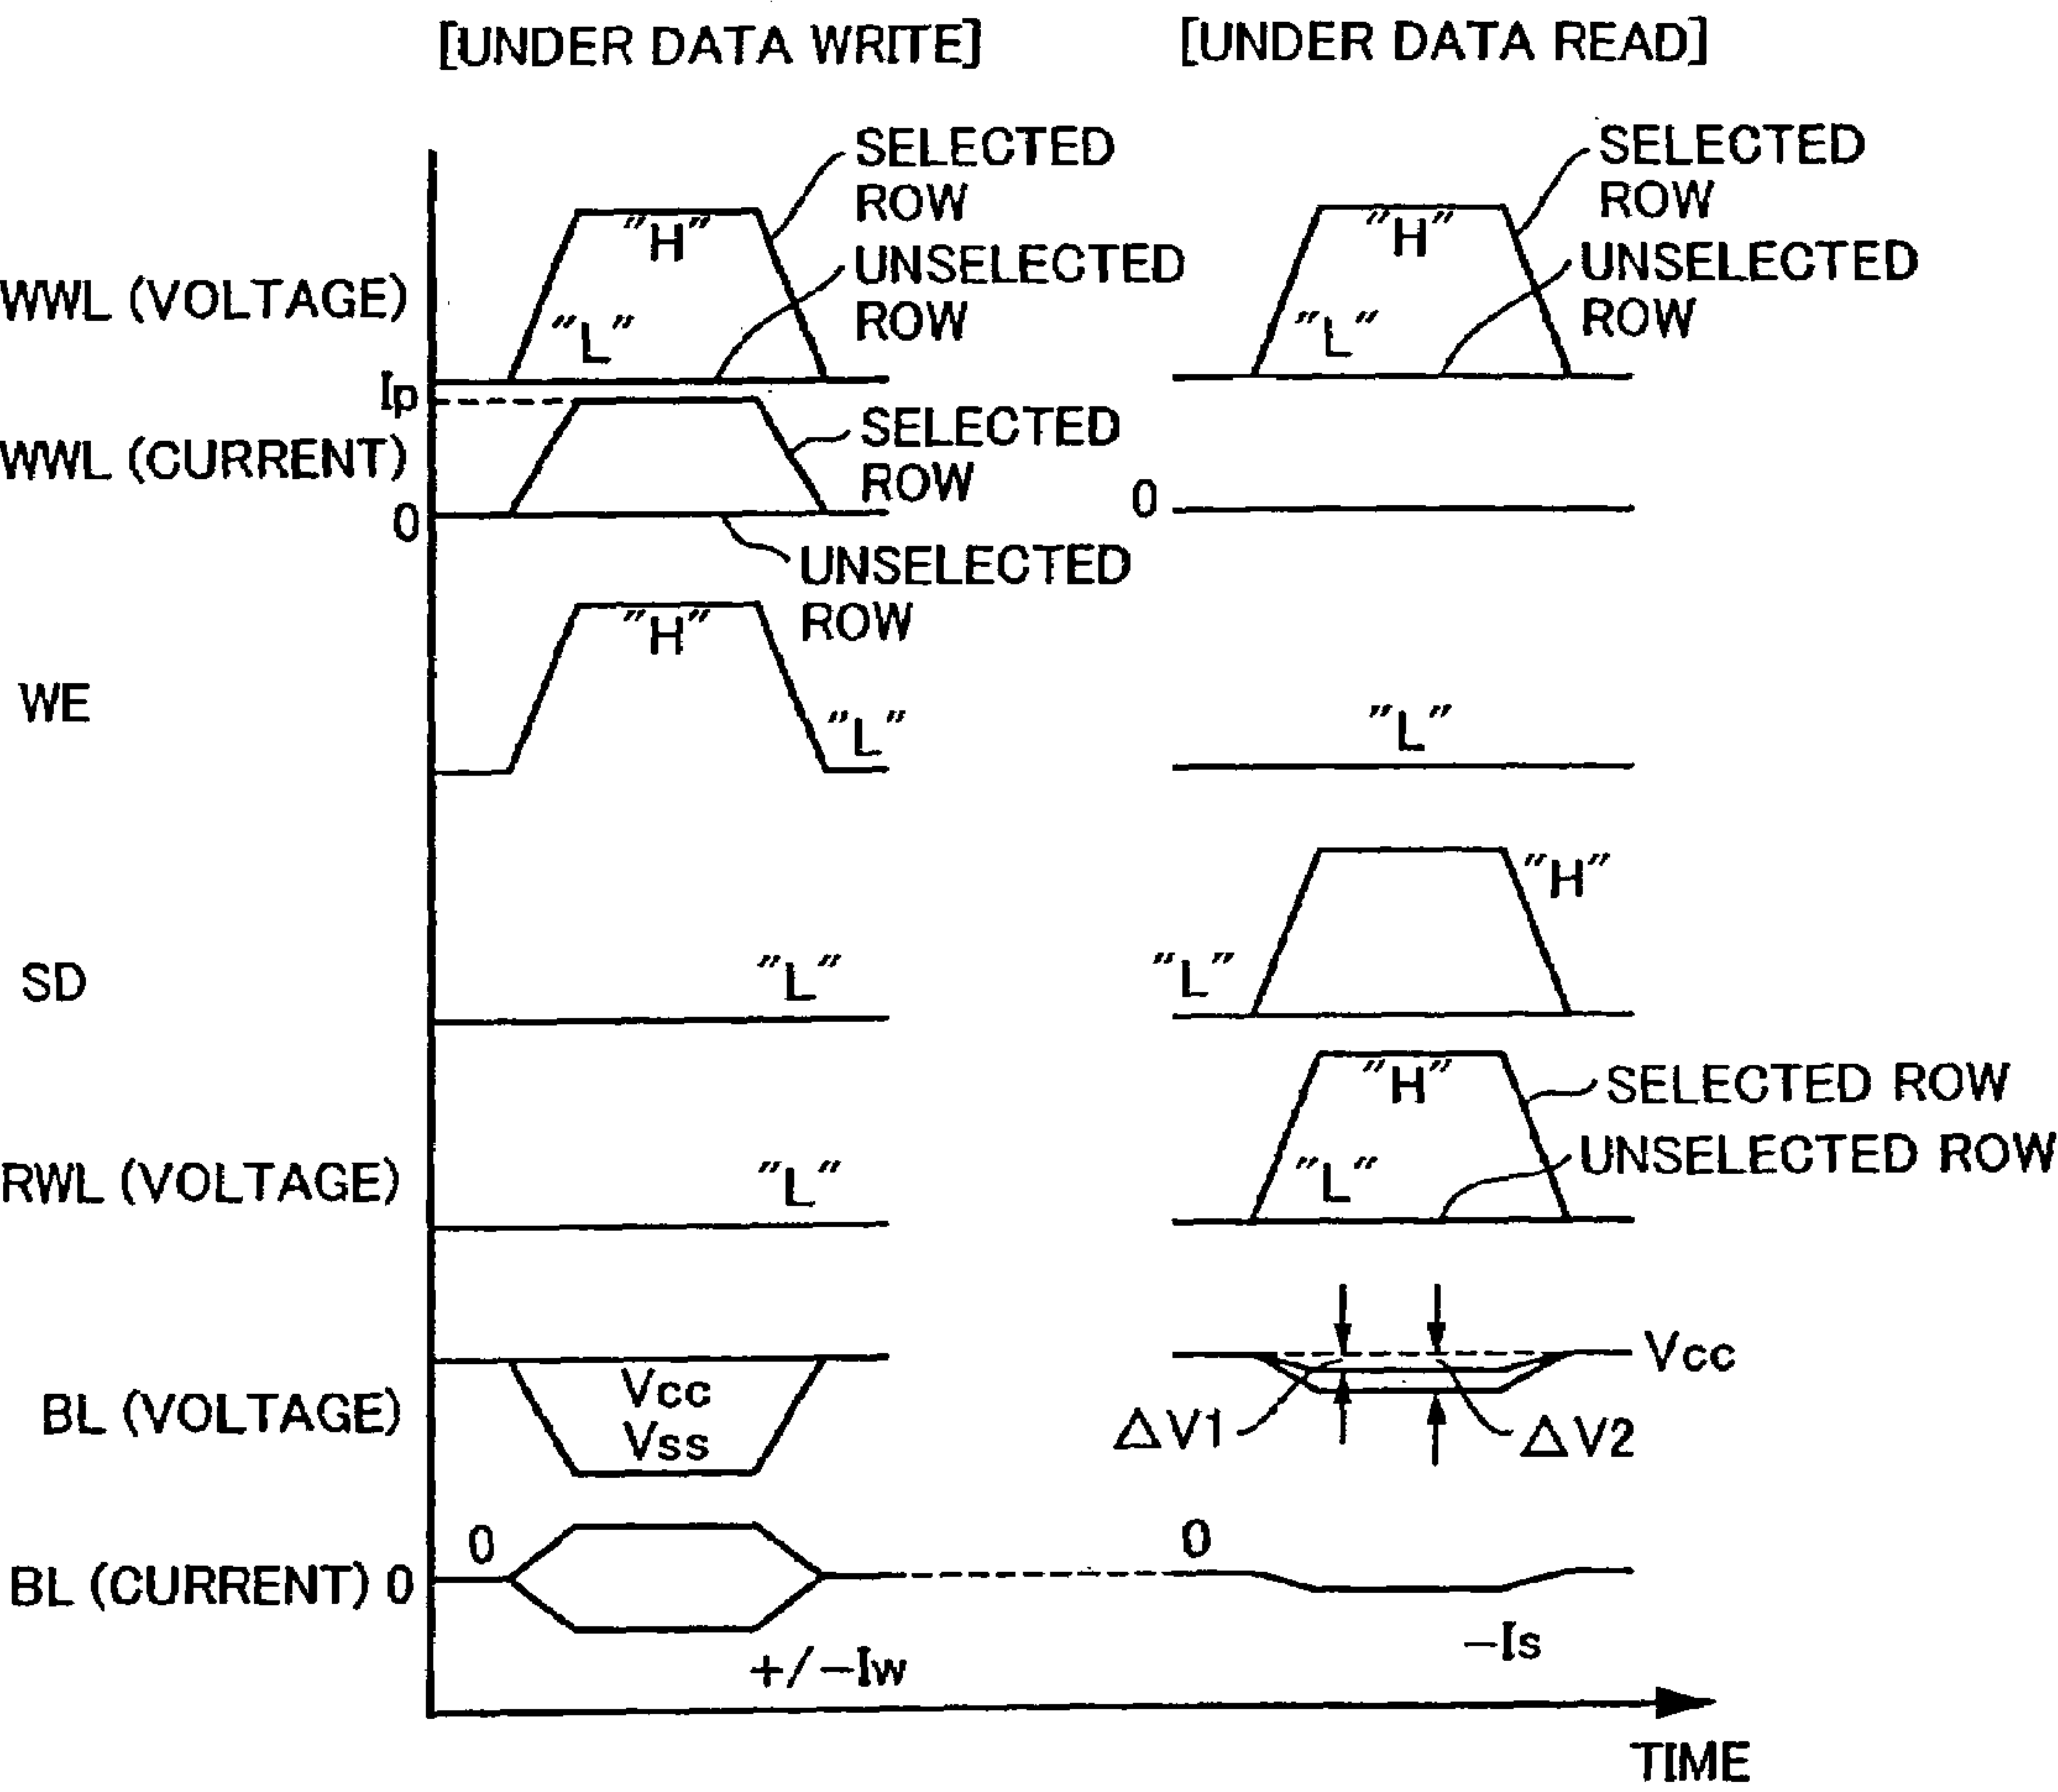 [UNDER DATA WRITE]
[UNDER DATA READ]
SELECTED
ROW
"H"
UNSELECTED
ROW
"L"
WWL (VOLTAGE)
SELECTED
ROW
"H"
UNSELECTED
ROW
"L"
Ip
WWL (CURRENT)
0
SELECTED
ROW
UNSELECTED
ROW
0
WE
"H"
"L"
"L"
SD
"L"
"L"
"H"
RWL (VOLTAGE)
"L"
"H"
"L"
SELECTED ROW
UNSELECTED ROW
BL (VOLTAGE)
Vcc
Vss
Vcc
△V1
△V2
BL (CURRENT) 0
0
+/−Iw
0
−Is
TIME